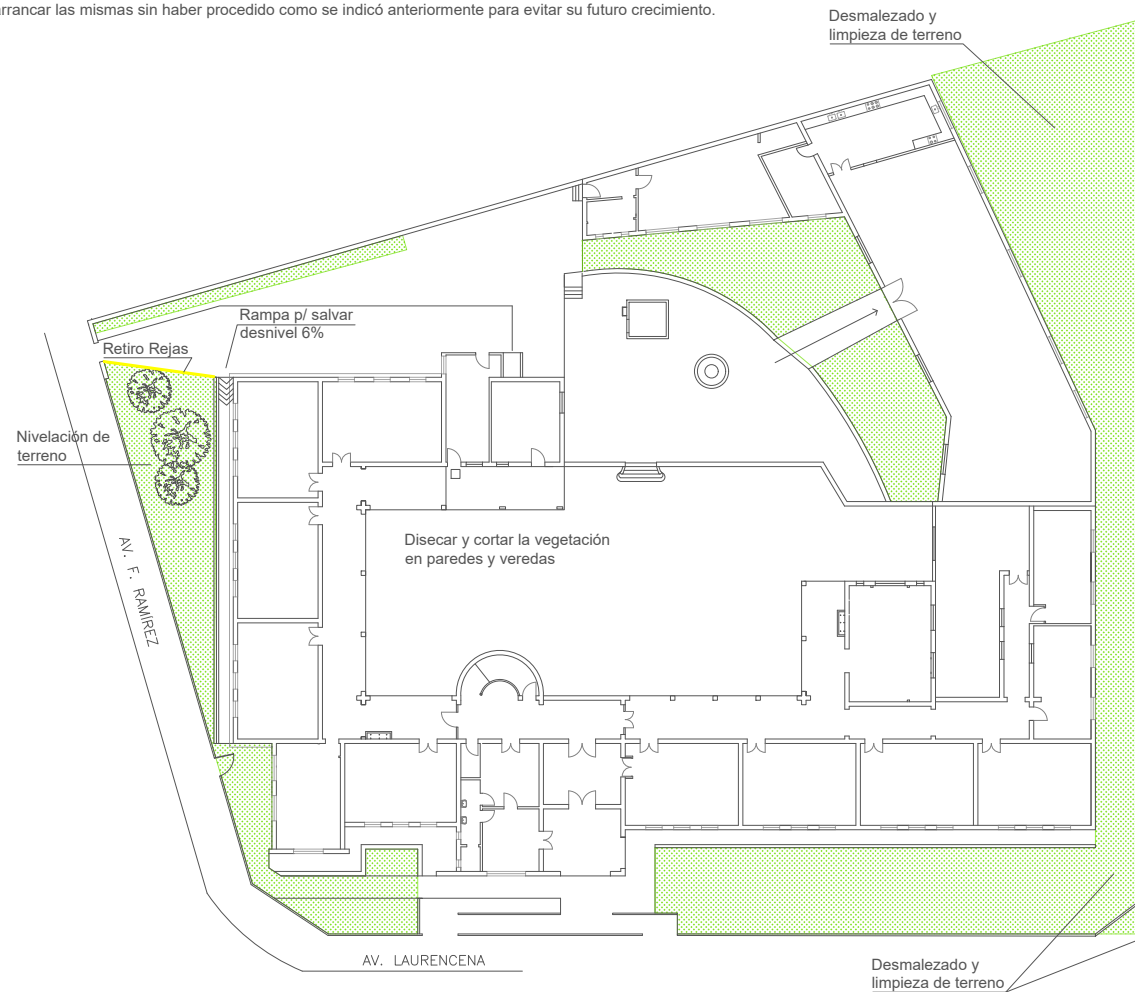 arrancar las mismas sin haber procedido como se indicó anteriormente para evitar su futuro crecimiento.
Desmalezado y
limpieza de terreno
Rampa p/ salvar
desnivel 6%
Retiro Rejas
Nivelación de
terreno
Disecar y cortar la vegetación
en paredes y veredas
AV. F. RAMÍREZ
AV. LAURENCENA
Desmalezado y
limpieza de terreno